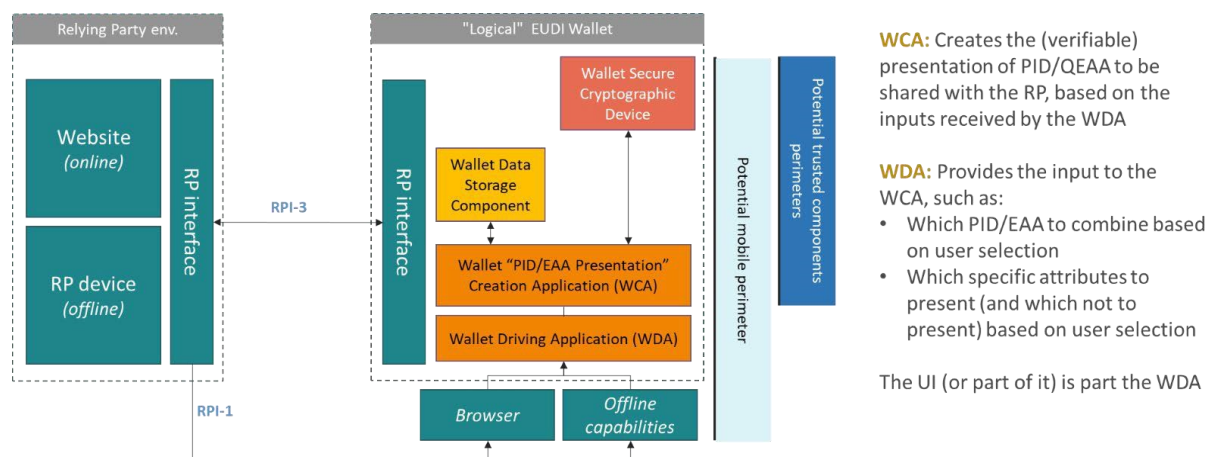 Relying Party env.
Website
(online)
RP device
(offline)
RP interface
RPI-1
RPI-3
"Logical" EUDI Wallet
RP interface
Wallet Secure
Cryptographic
Device
Wallet Data
Storage
Component
Wallet “PID/EAA Presentation”
Creation Application (WCA)
Wallet Driving Application (WDA)
Browser
Offline
capabilities
Potential mobile perimeter
Potential trusted components
perimeters
WCA: Creates the (verifiable)
presentation of PID/QEAA to be
shared with the RP, based on the
inputs received by the WDA
WDA: Provides the input to the
WCA, such as:
• Which PID/EAA to combine based
on user selection
• Which specific attributes to
present (and which not to
present) based on user selection
The UI (or part of it) is part the WDA